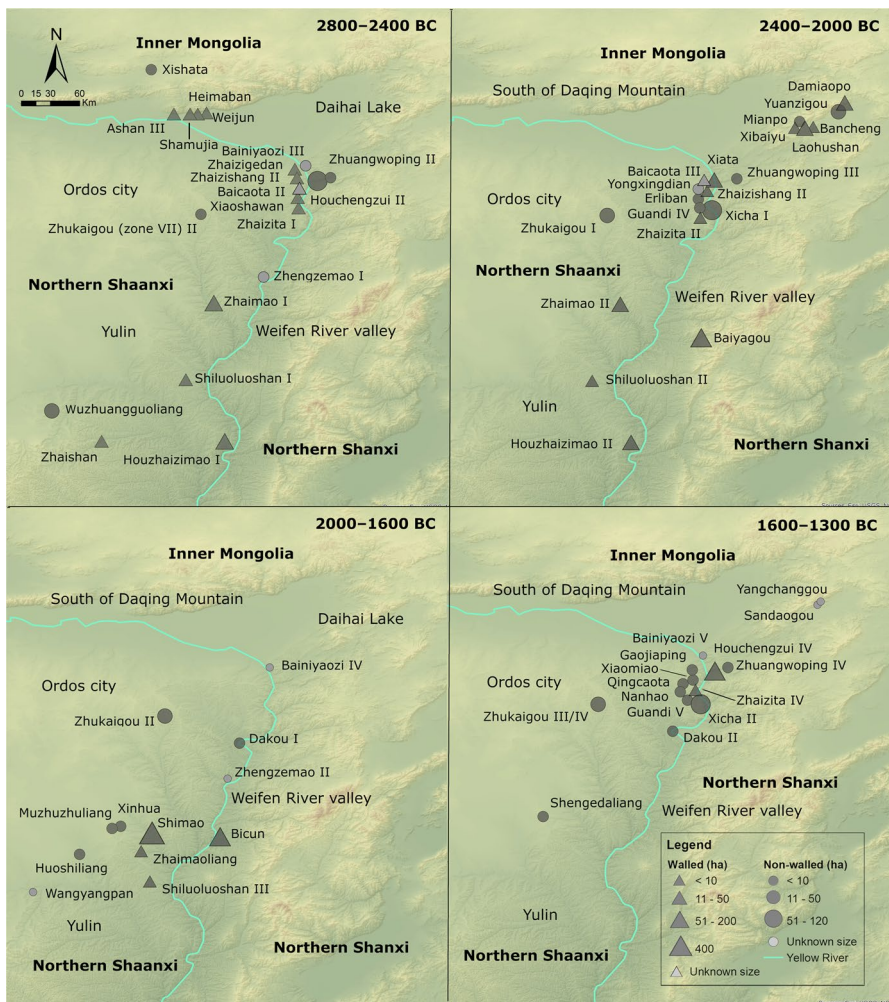 2800–2400 BC
N
0 15 30 60
Km
Inner Mongolia
Xishata
Heimaban
Daihai Lake
Weijun
Ashan III
Shamujia
Bainiyaozi III
Zhaizigedan
Zhuangwoping II
Zhaizishang II
Ordos city
Baicaota II
Xiaoshawan
Houchengzui II
Zhukaigou (zone VII) II
Zhaizita I
Zhengzemao I
Northern Shaanxi
Zhaimao I
Yulin
Weifen River valley
Shiluoluoshan I
Wuzhuangguoliang
Zhaishan
Houzhaizimao I
Northern Shanxi
2400–2000 BC
Inner Mongolia
South of Daqing Mountain
Damiaopo
Yuanzigou
Mianpo
Xibaiyu
Bancheng
Laohushan
Xiata
Baicaota III
Zhuangwoping III
Yongxingdian
Zhaizishang II
Ordos city
Erliban
Guandi IV
Xicha I
Zhukaigou I
Zhaizita II
Northern Shaanxi
Weifen River valley
Zhaimao II
Baiyagou
Shiluoluoshan II
Yulin
Houzhaizimao II
Northern Shanxi
2000–1600 BC
Inner Mongolia
South of Daqing Mountain
Daihai Lake
Bainiyaozi IV
Ordos city
Zhukaigou II
Dakou I
Zhengzemao II
Weifen River valley
Muzhuzhuliang
Xinhua
Shimao
Bicun
Zhaimaoliang
Huoshiliang
Shiluoluoshan III
Wangyangpan
Yulin
Northern Shanxi
Northern Shaanxi
1600–1300 BC
Inner Mongolia
South of Daqing Mountain
Yangchanggou
Sandaogou
Bainiyaozi V
Gaojiaping
Houchengzui IV
Xiaomiao
Zhuangwoping IV
Qingcaota
Ordos city
Nanhao
Zhaizita IV
Zhukaigou III/IV
Guandi V
Xicha II
Dakou II
Northern Shanxi
Shengedaliang
Weifen River valley
Yulin
Northern Shaanxi
Legend
Walled (ha)
Non-walled (ha)
< 10
< 10
11 - 50
11 - 50
51 - 200
51 - 120
400
Unknown size
Yellow River
Unknown size